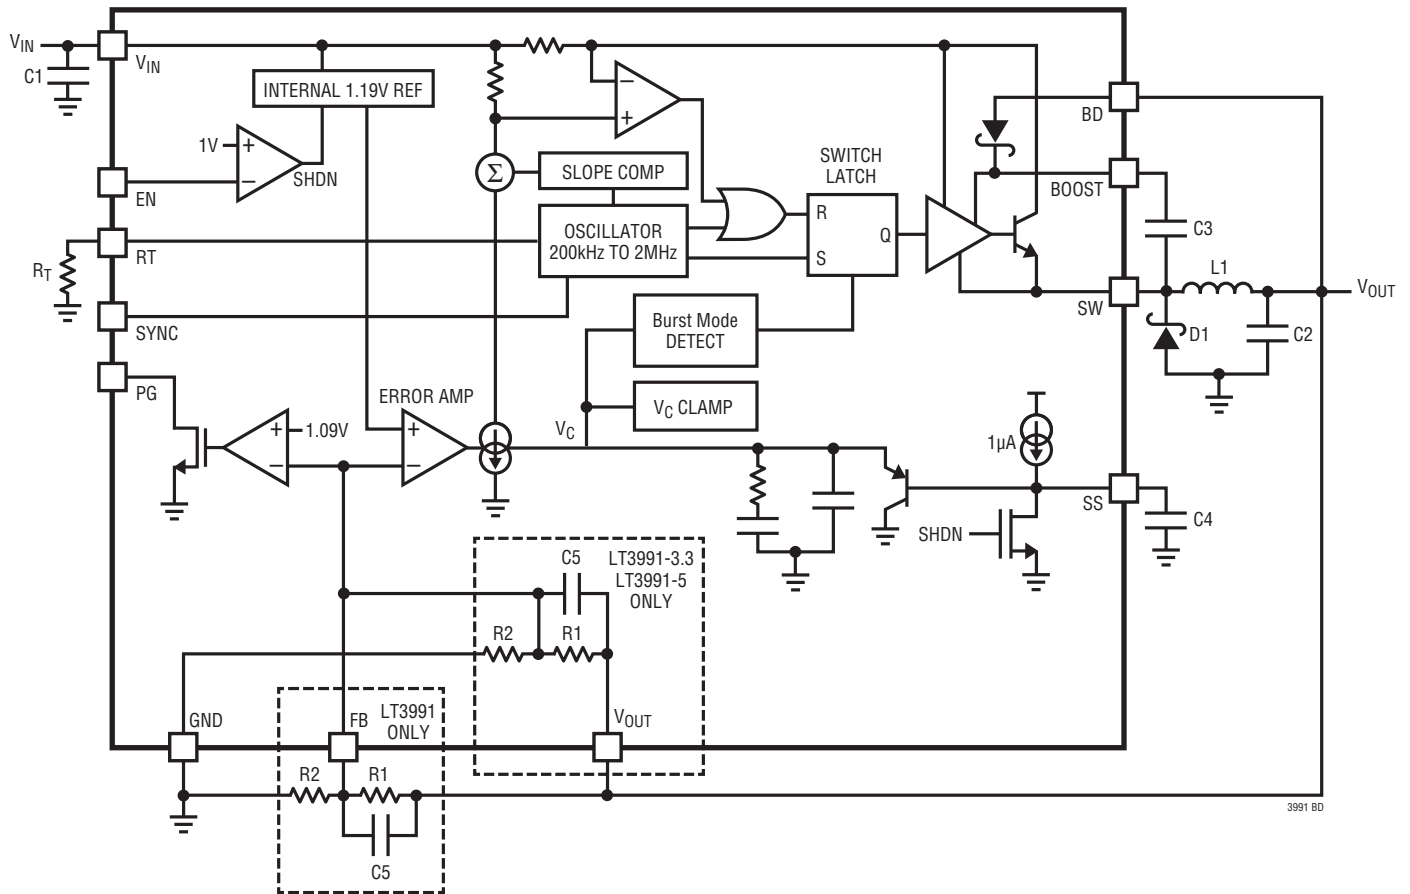 VIN
VIN
C1
INTERNAL 1.19V REF
1V
+
−
SHDN
EN
RT
RT
SYNC
PG
−
+
Σ
SLOPE COMP
OSCILLATOR
200kHz TO 2MHz
SWITCH
LATCH
R
S
Q
BD
BOOST
C3
L1
VOUT
SW
D1
C2
Burst Mode
DETECT
VC CLAMP
VC
ERROR AMP
+
−
+
−
1.09V
1µA
SS
C4
SHDN
C5
LT3991-3.3
LT3991-5
ONLY
R2
R1
GND
FB
LT3991
ONLY
VOUT
R2
R1
C5
3991 BD